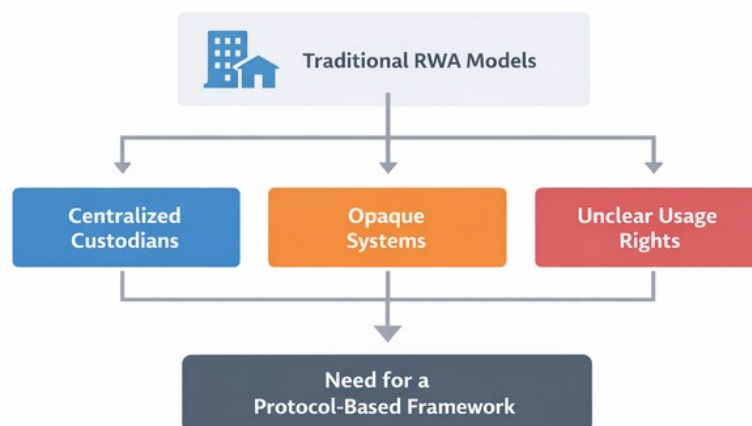 Traditional RWA Models
Centralized
Custodians
Opaque
Systems
Unclear Usage
Rights
Need for a
Protocol-Based Framework